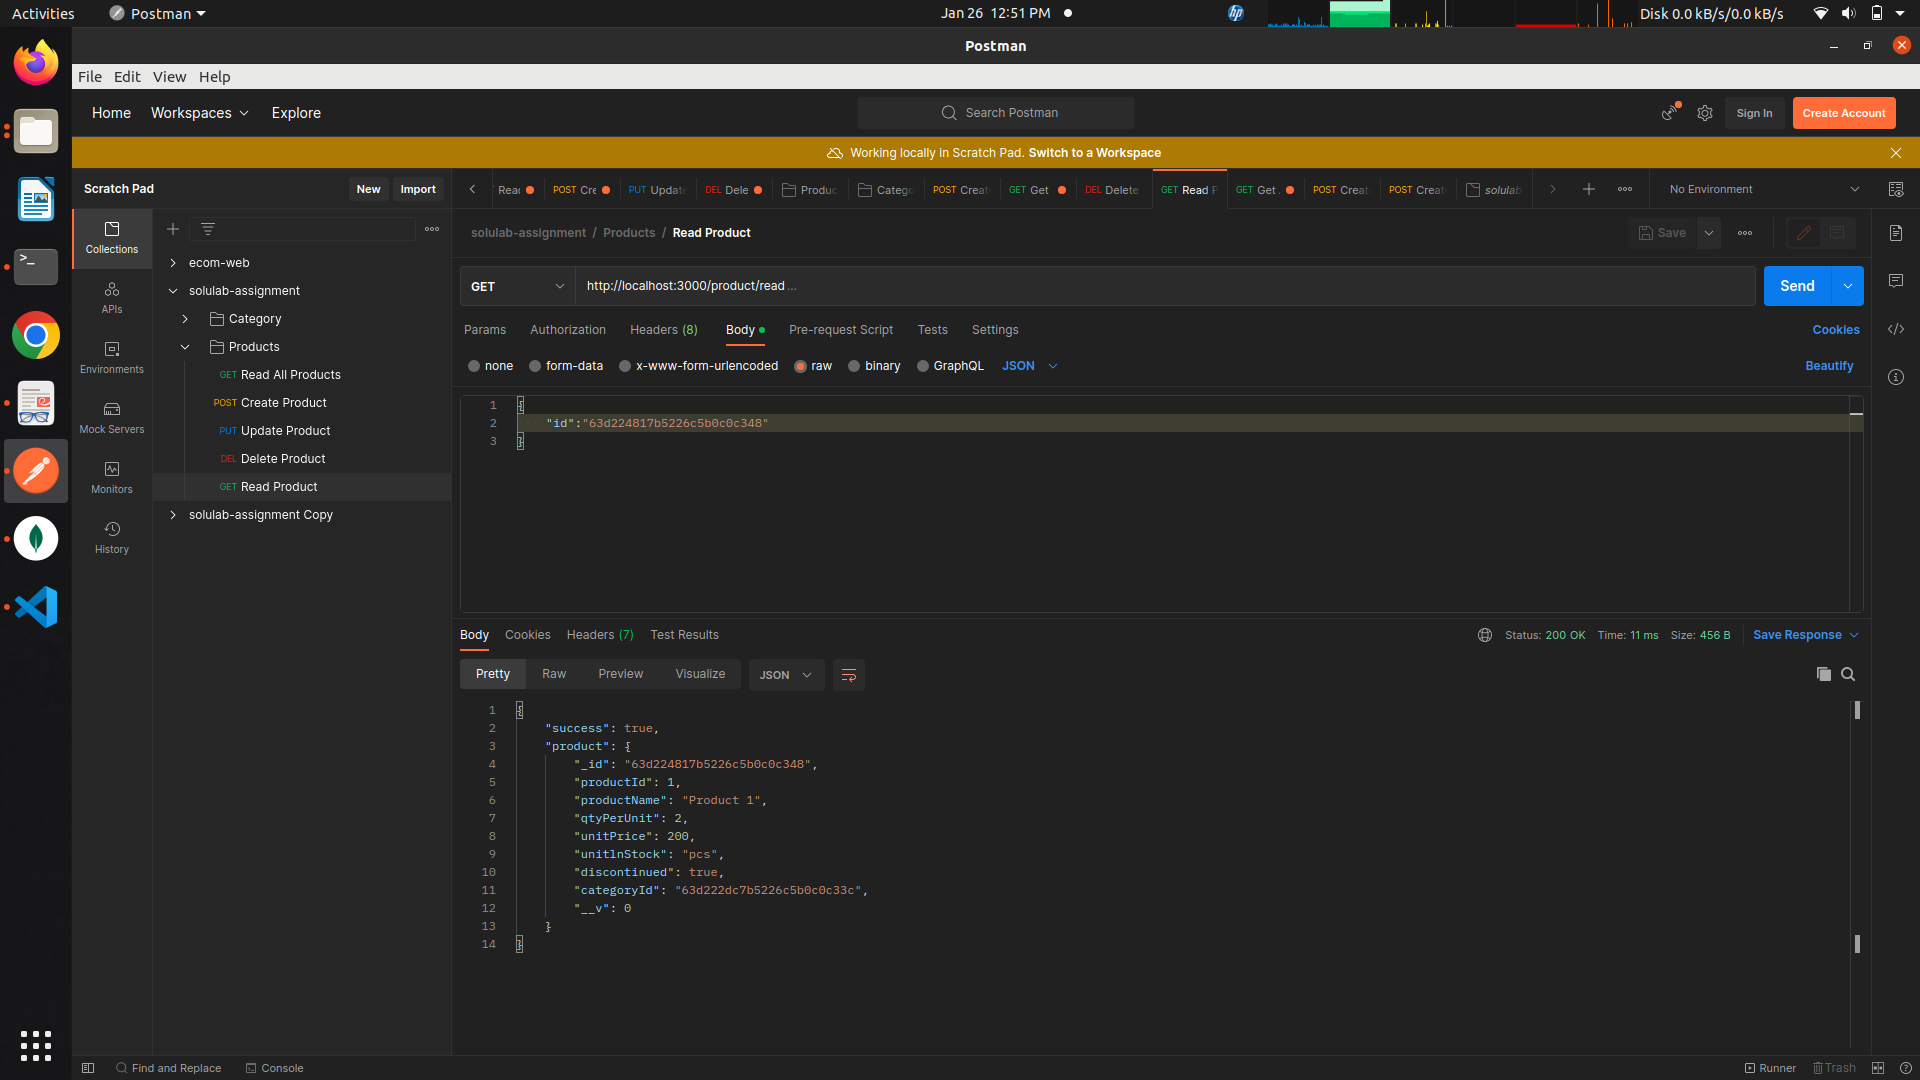 Activities
Postman
Jan 26 12:51 PM
hp
Disk 0.0 kB/s/0.0 kB/s
Postman
File Edit View Help
Home Workspaces Explore
Search Postman
Sign In
Create Account
Working locally in Scratch Pad. Switch to a Workspace
Scratch Pad
New Import
Read
POST Cre
PUT Update
DEL Dele
Produc
Catego
POST Creat
GET Get
DEL Delete
GET Read P
GET Get
POST Creat
POST Creat
solulab
No Environment
Collections
APIs
Environments
Mock Servers
Monitors
History
ecom-web
solulab-assignment
Category
Products
GET Read All Products
POST Create Product
PUT Update Product
DEL Delete Product
GET Read Product
solulab-assignment Copy
solulab-assignment / Products / Read Product
Save
GET
http://localhost:3000/product/read ...
Send
Params Authorization Headers (8) Body Pre-request Script Tests Settings
Cookies
none form-data x-www-form-urlencoded raw binary GraphQL JSON
Beautify
1 {
2 "id":"63d224817b5226c5b0c0c348"
3 }
Body Cookies Headers (7) Test Results
Status: 200 OK Time: 11 ms Size: 456 B Save Response
Pretty Raw Preview Visualize JSON
1 {
2 "success": true,
3 "product": {
4 "_id": "63d224817b5226c5b0c0c348",
5 "productId": 1,
6 "productName": "Product 1",
7 "qtyPerUnit": 2,
8 "unitPrice": 200,
9 "unitlnStock": "pcs",
10 "discontinued": true,
11 "categoryId": "63d222dc7b5226c5b0c0c33c",
12 "__v": 0
13 }
14 }
Find and Replace
Console
Runner
Trash